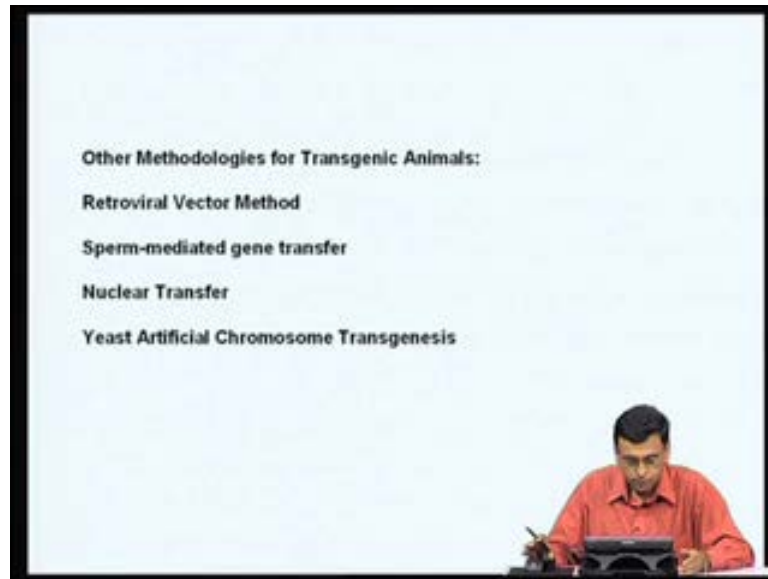 Other Methodologies for Transgenic Animals:
Retroviral Vector Method
Sperm-mediated gene transfer
Nuclear Transfer
Yeast Artificial Chromosome Transgenesis